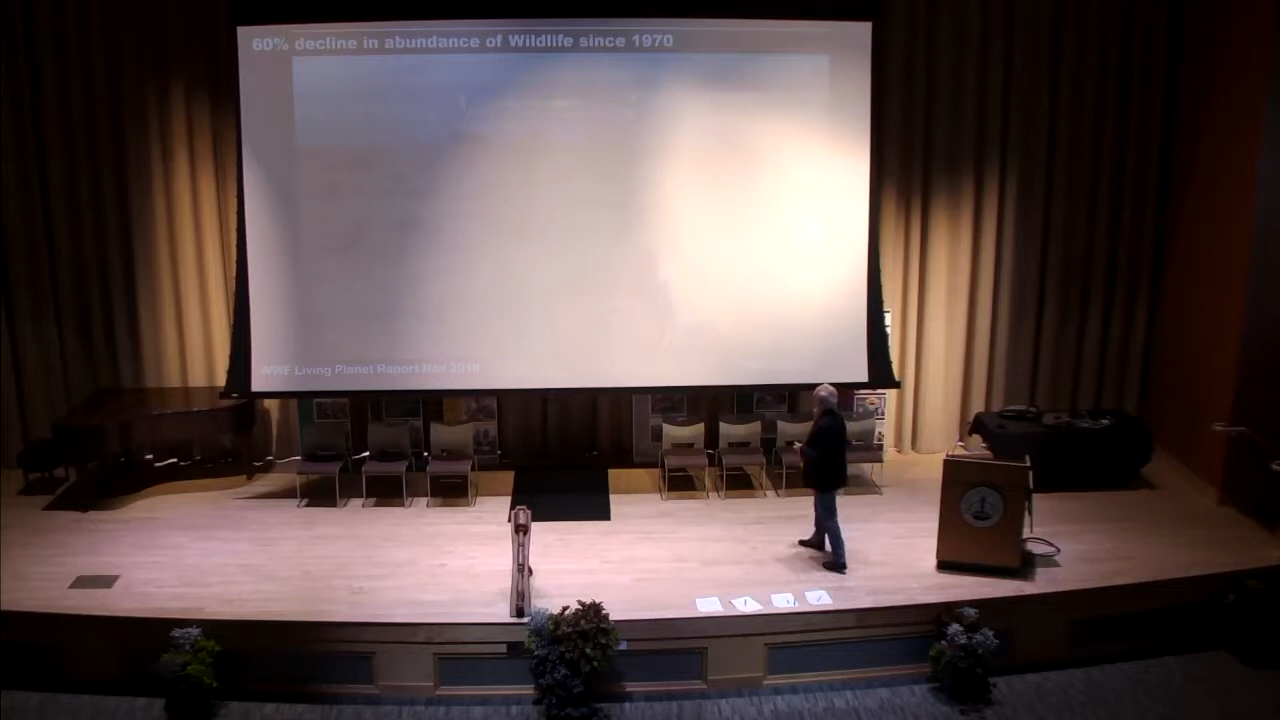 60% decline in abundance of Wildlife since 1970
WWF Living Planet Report Nov 2018